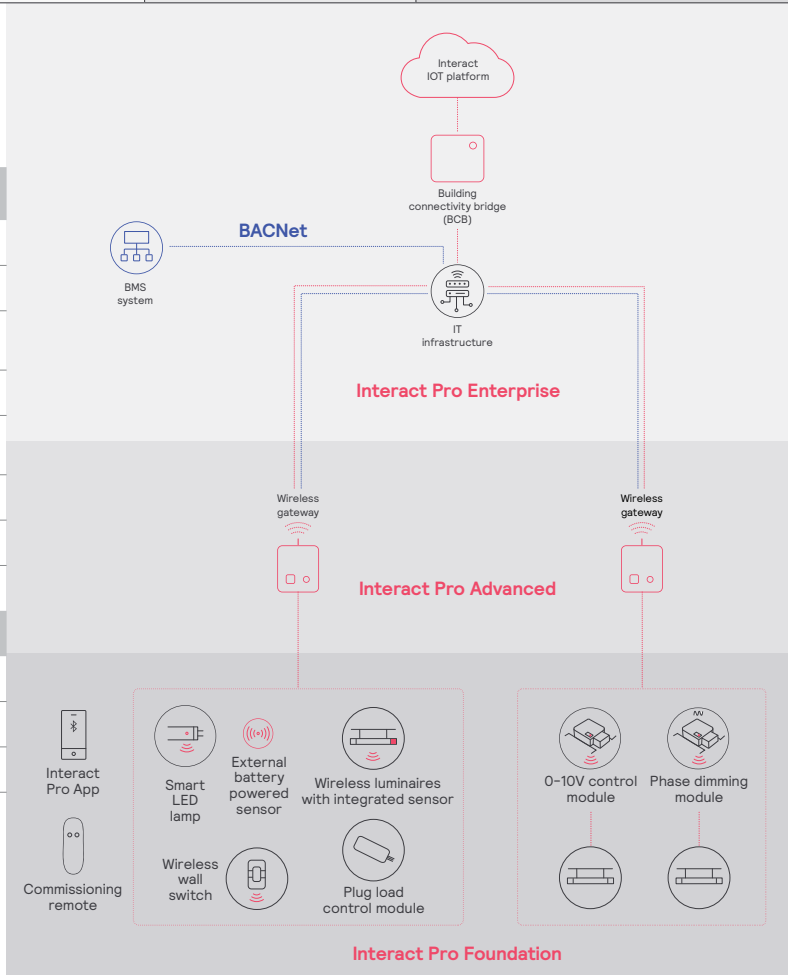 Interact
IOT platform
Building
connectivity bridge
(BCB)
BACNet
BMS
system
IT
infrastructure
Interact Pro Enterprise
Wireless
gateway
Wireless
gateway
Interact Pro Advanced
Interact
Pro App
Commissioning
remote
Smart
LED
lamp
External
battery
powered
sensor
Wireless luminaires
with integrated sensor
Wireless
wall
switch
Plug load
control module
0-10V control
module
Phase dimming
module
Interact Pro Foundation